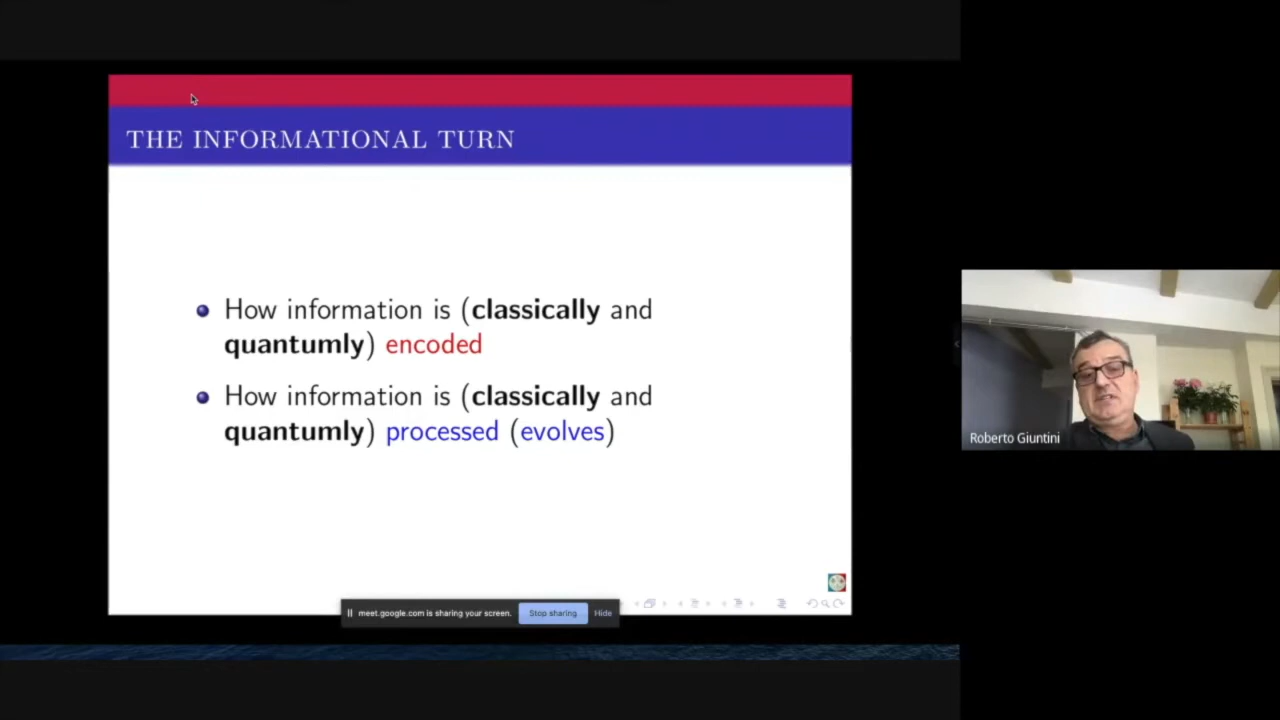 THE INFORMATIONAL TURN
How information is (classically and
quantumly) encoded
How information is (classically and
quantumly) processed (evolves)
Roberto Giuntini
meet.google.com is sharing your screen.
Stop sharing
Hide